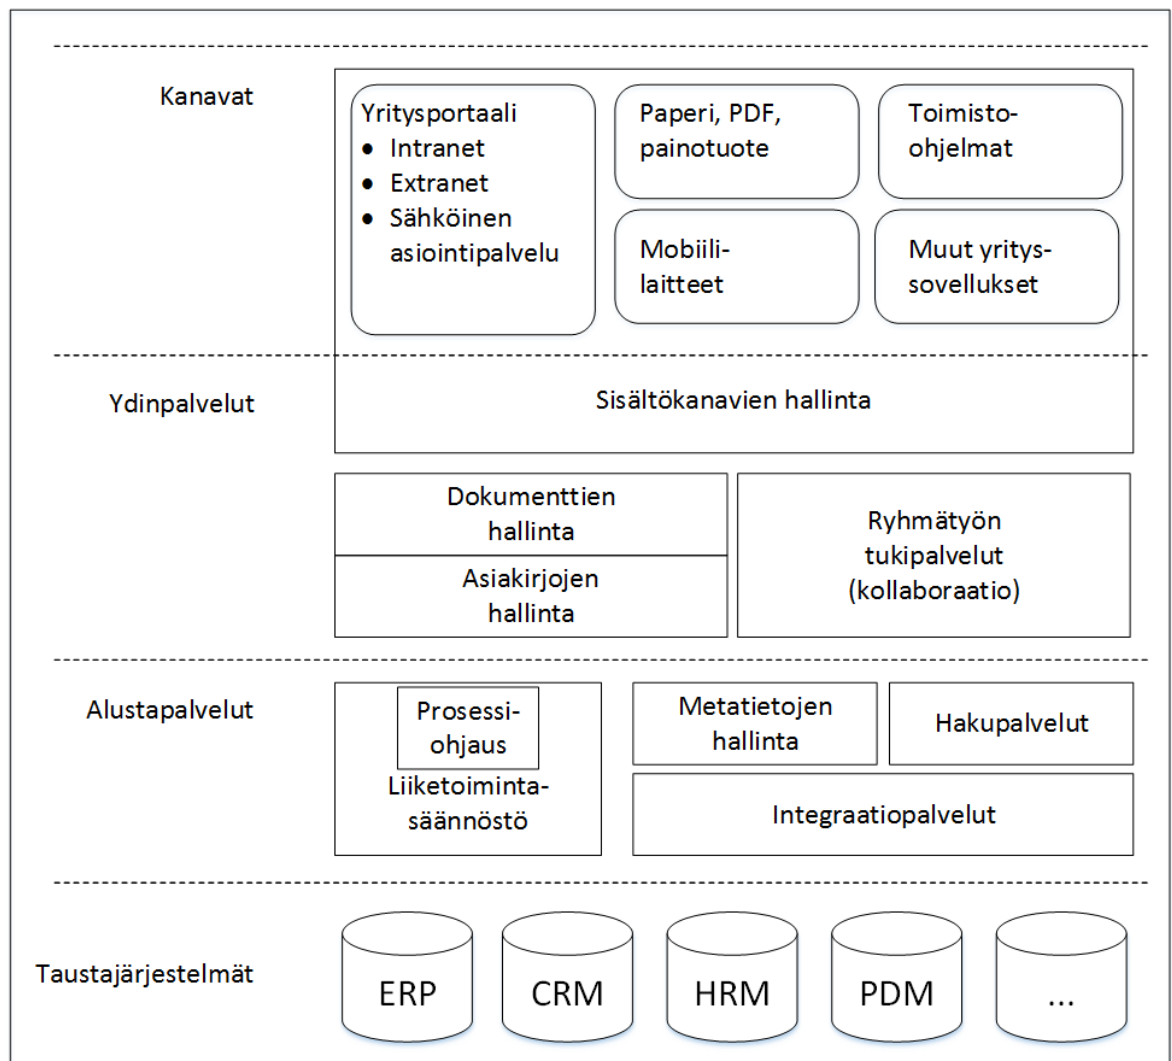 Kanavat
Yritysportaali
• Intranet
• Extranet
• Sähköinen
asiointipalvelu
Paperi, PDF,
painotuote
Toimisto-
ohjelmat
Mobiili-
laitteet
Muut yritys-
sovellukset
Ydinpalvelut
Sisältökanavien hallinta
Dokumenttien
hallinta
Asiakirjojen
hallinta
Ryhmätyön
tukipalvelut
(kollaboraatio)
Alustapalvelut
Prosessi-
ohjaus
Liiketoiminta-
säännöstö
Metatietojen
hallinta
Hakupalvelut
Integraatiopalvelut
Taustajärjestelmät
ERP
CRM
HRM
PDM
...